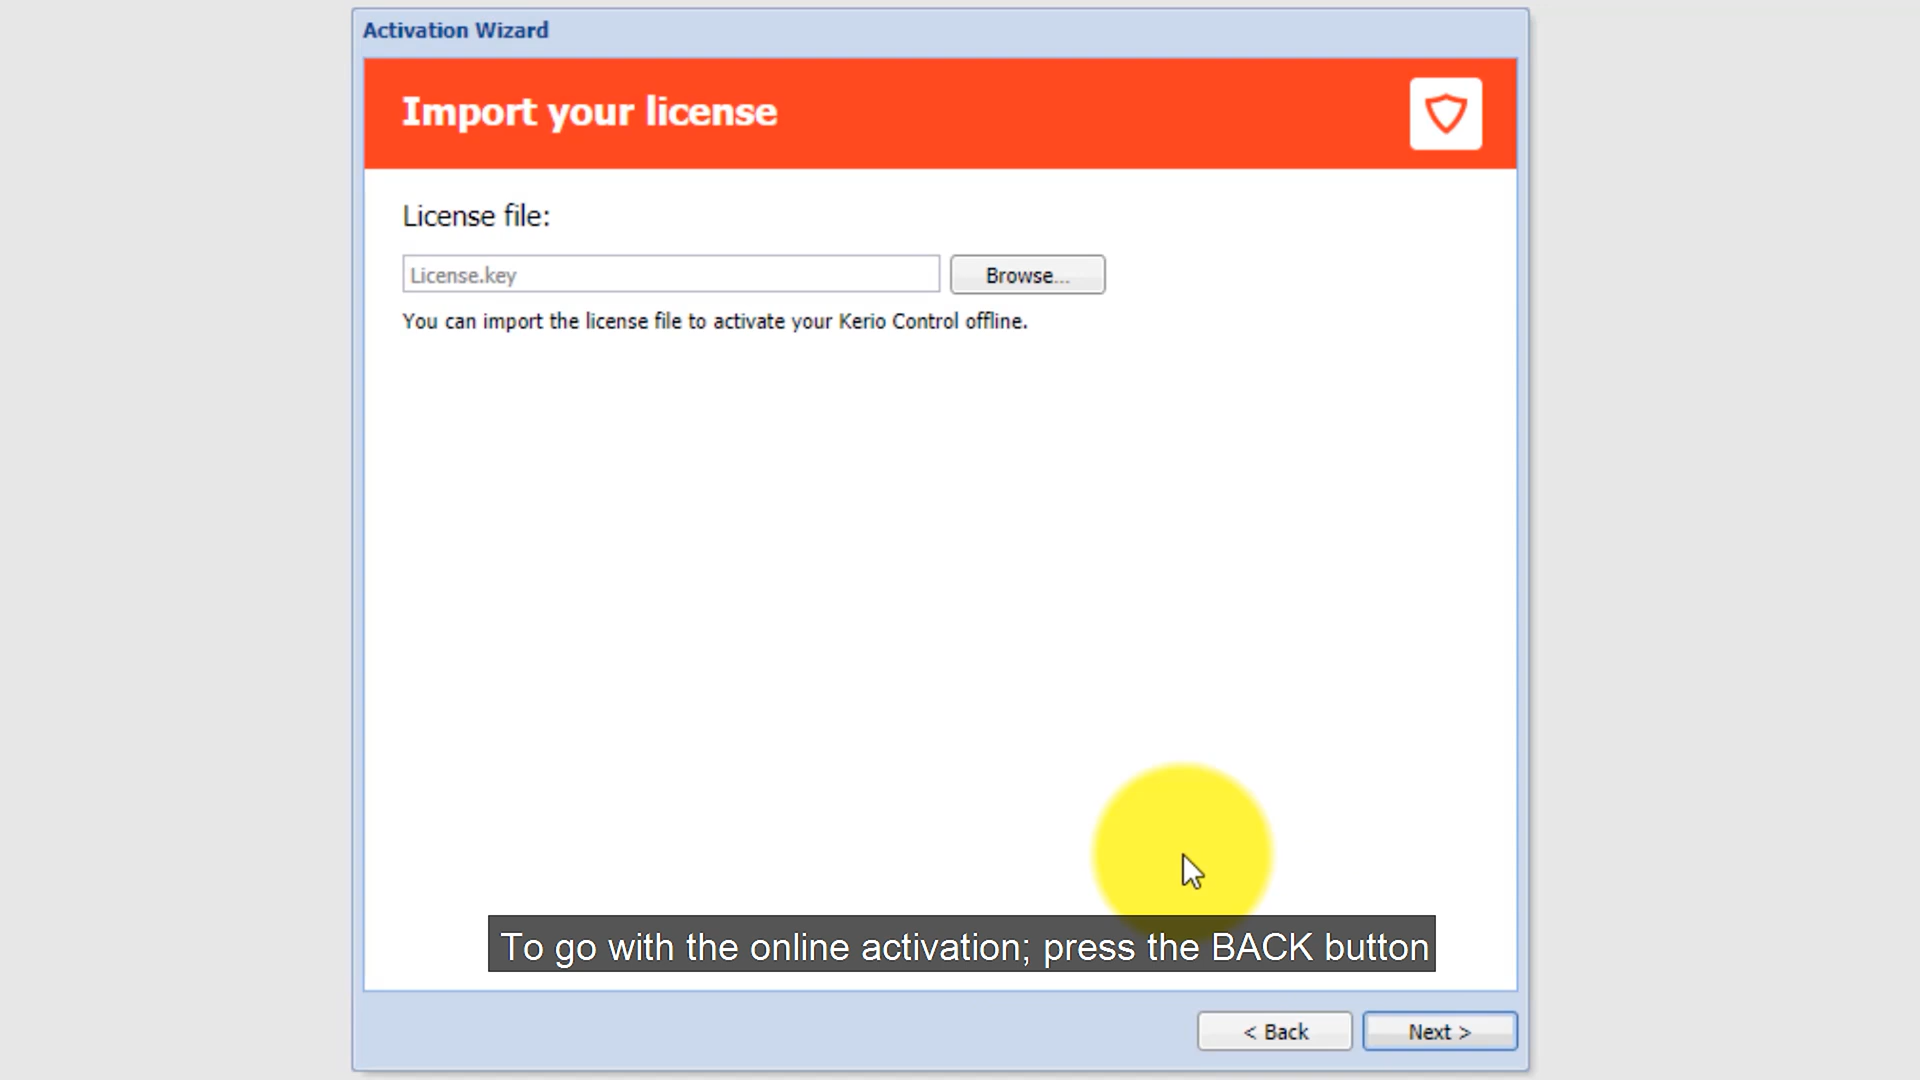 Activation Wizard
Import your license
License file:
License.key
Browse...
You can import the license file to activate your Kerio Control offline.
To go with the online activation; press the BACK button
< Back
Next >